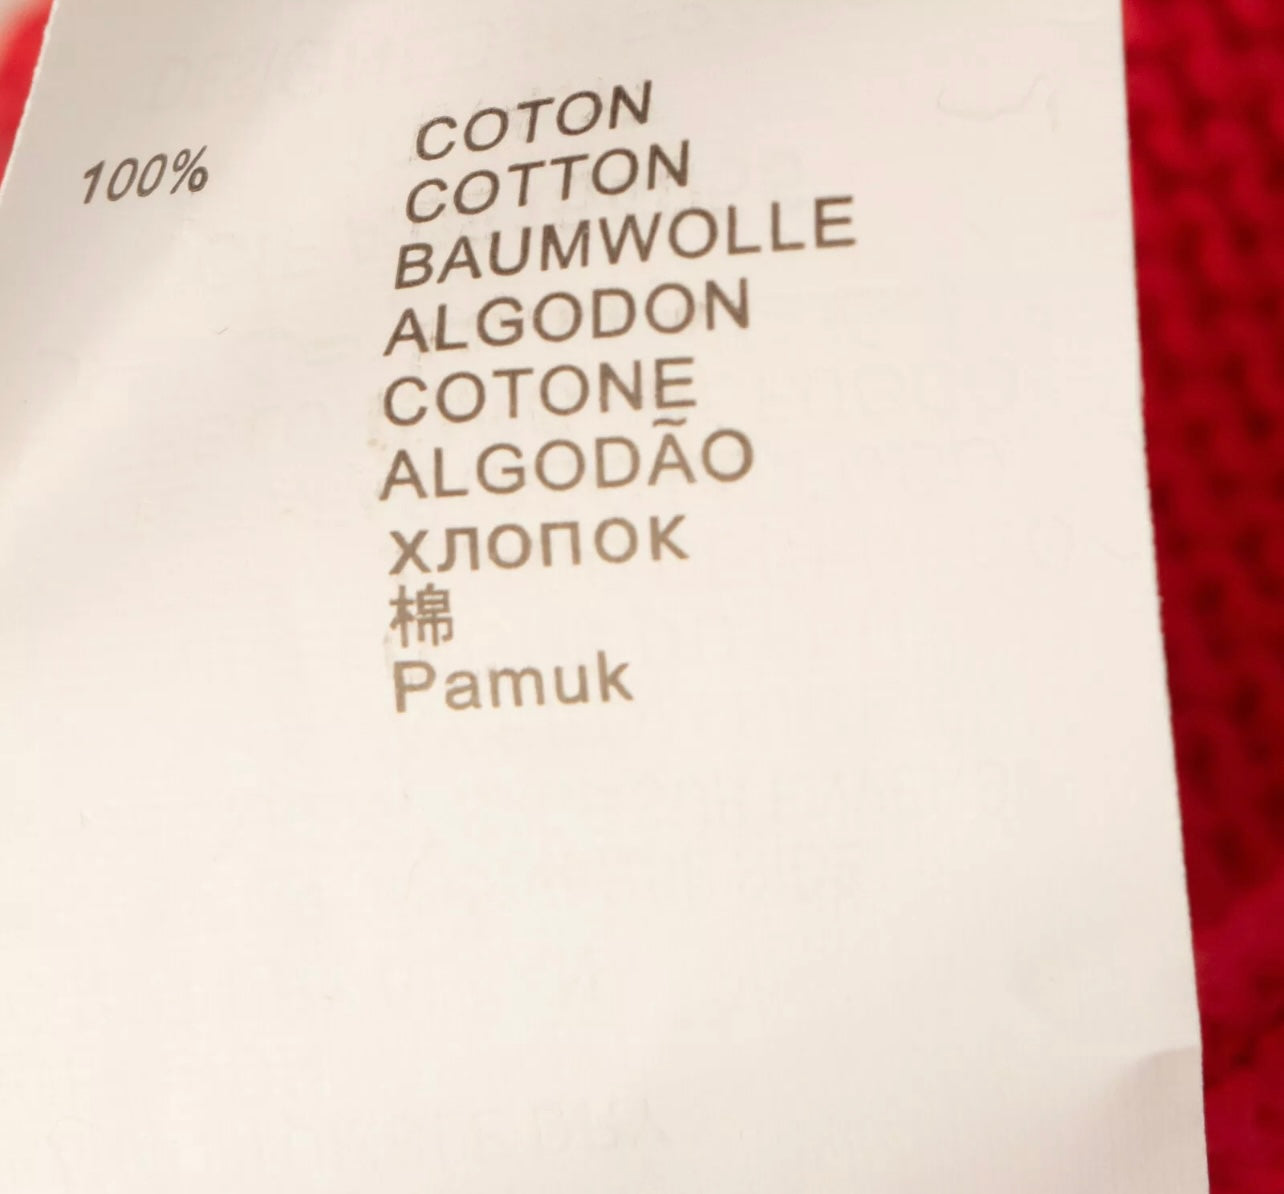 100% COTON
COTTON
BAUMWOLLE
ALGODON
COTONE
ALGODÃO
хлопок
棉
Pamuk